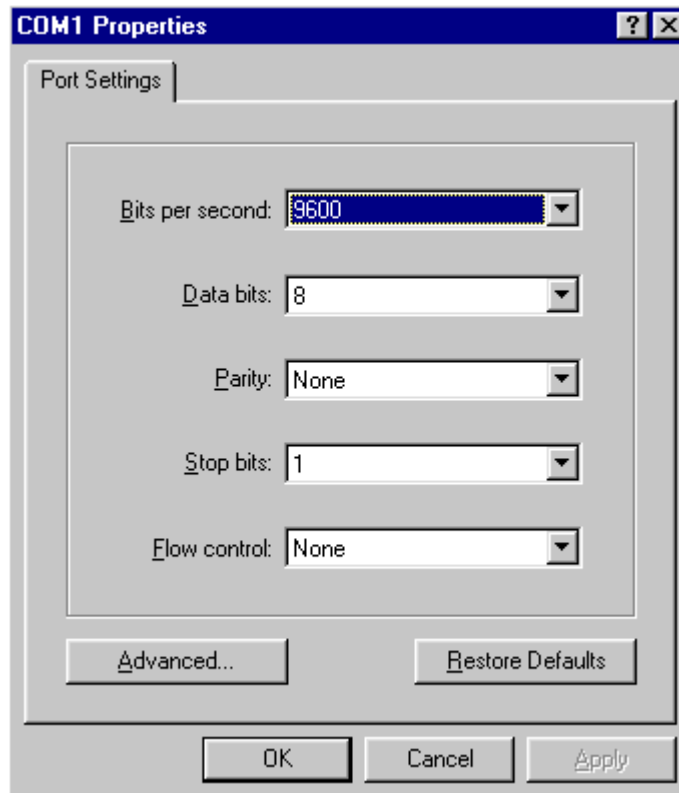 COM1 Properties
Port Settings
Bits per second: 9600
Data bits: 8
Parity: None
Stop bits: 1
Flow control: None
Advanced... Restore Defaults
OK Cancel Apply